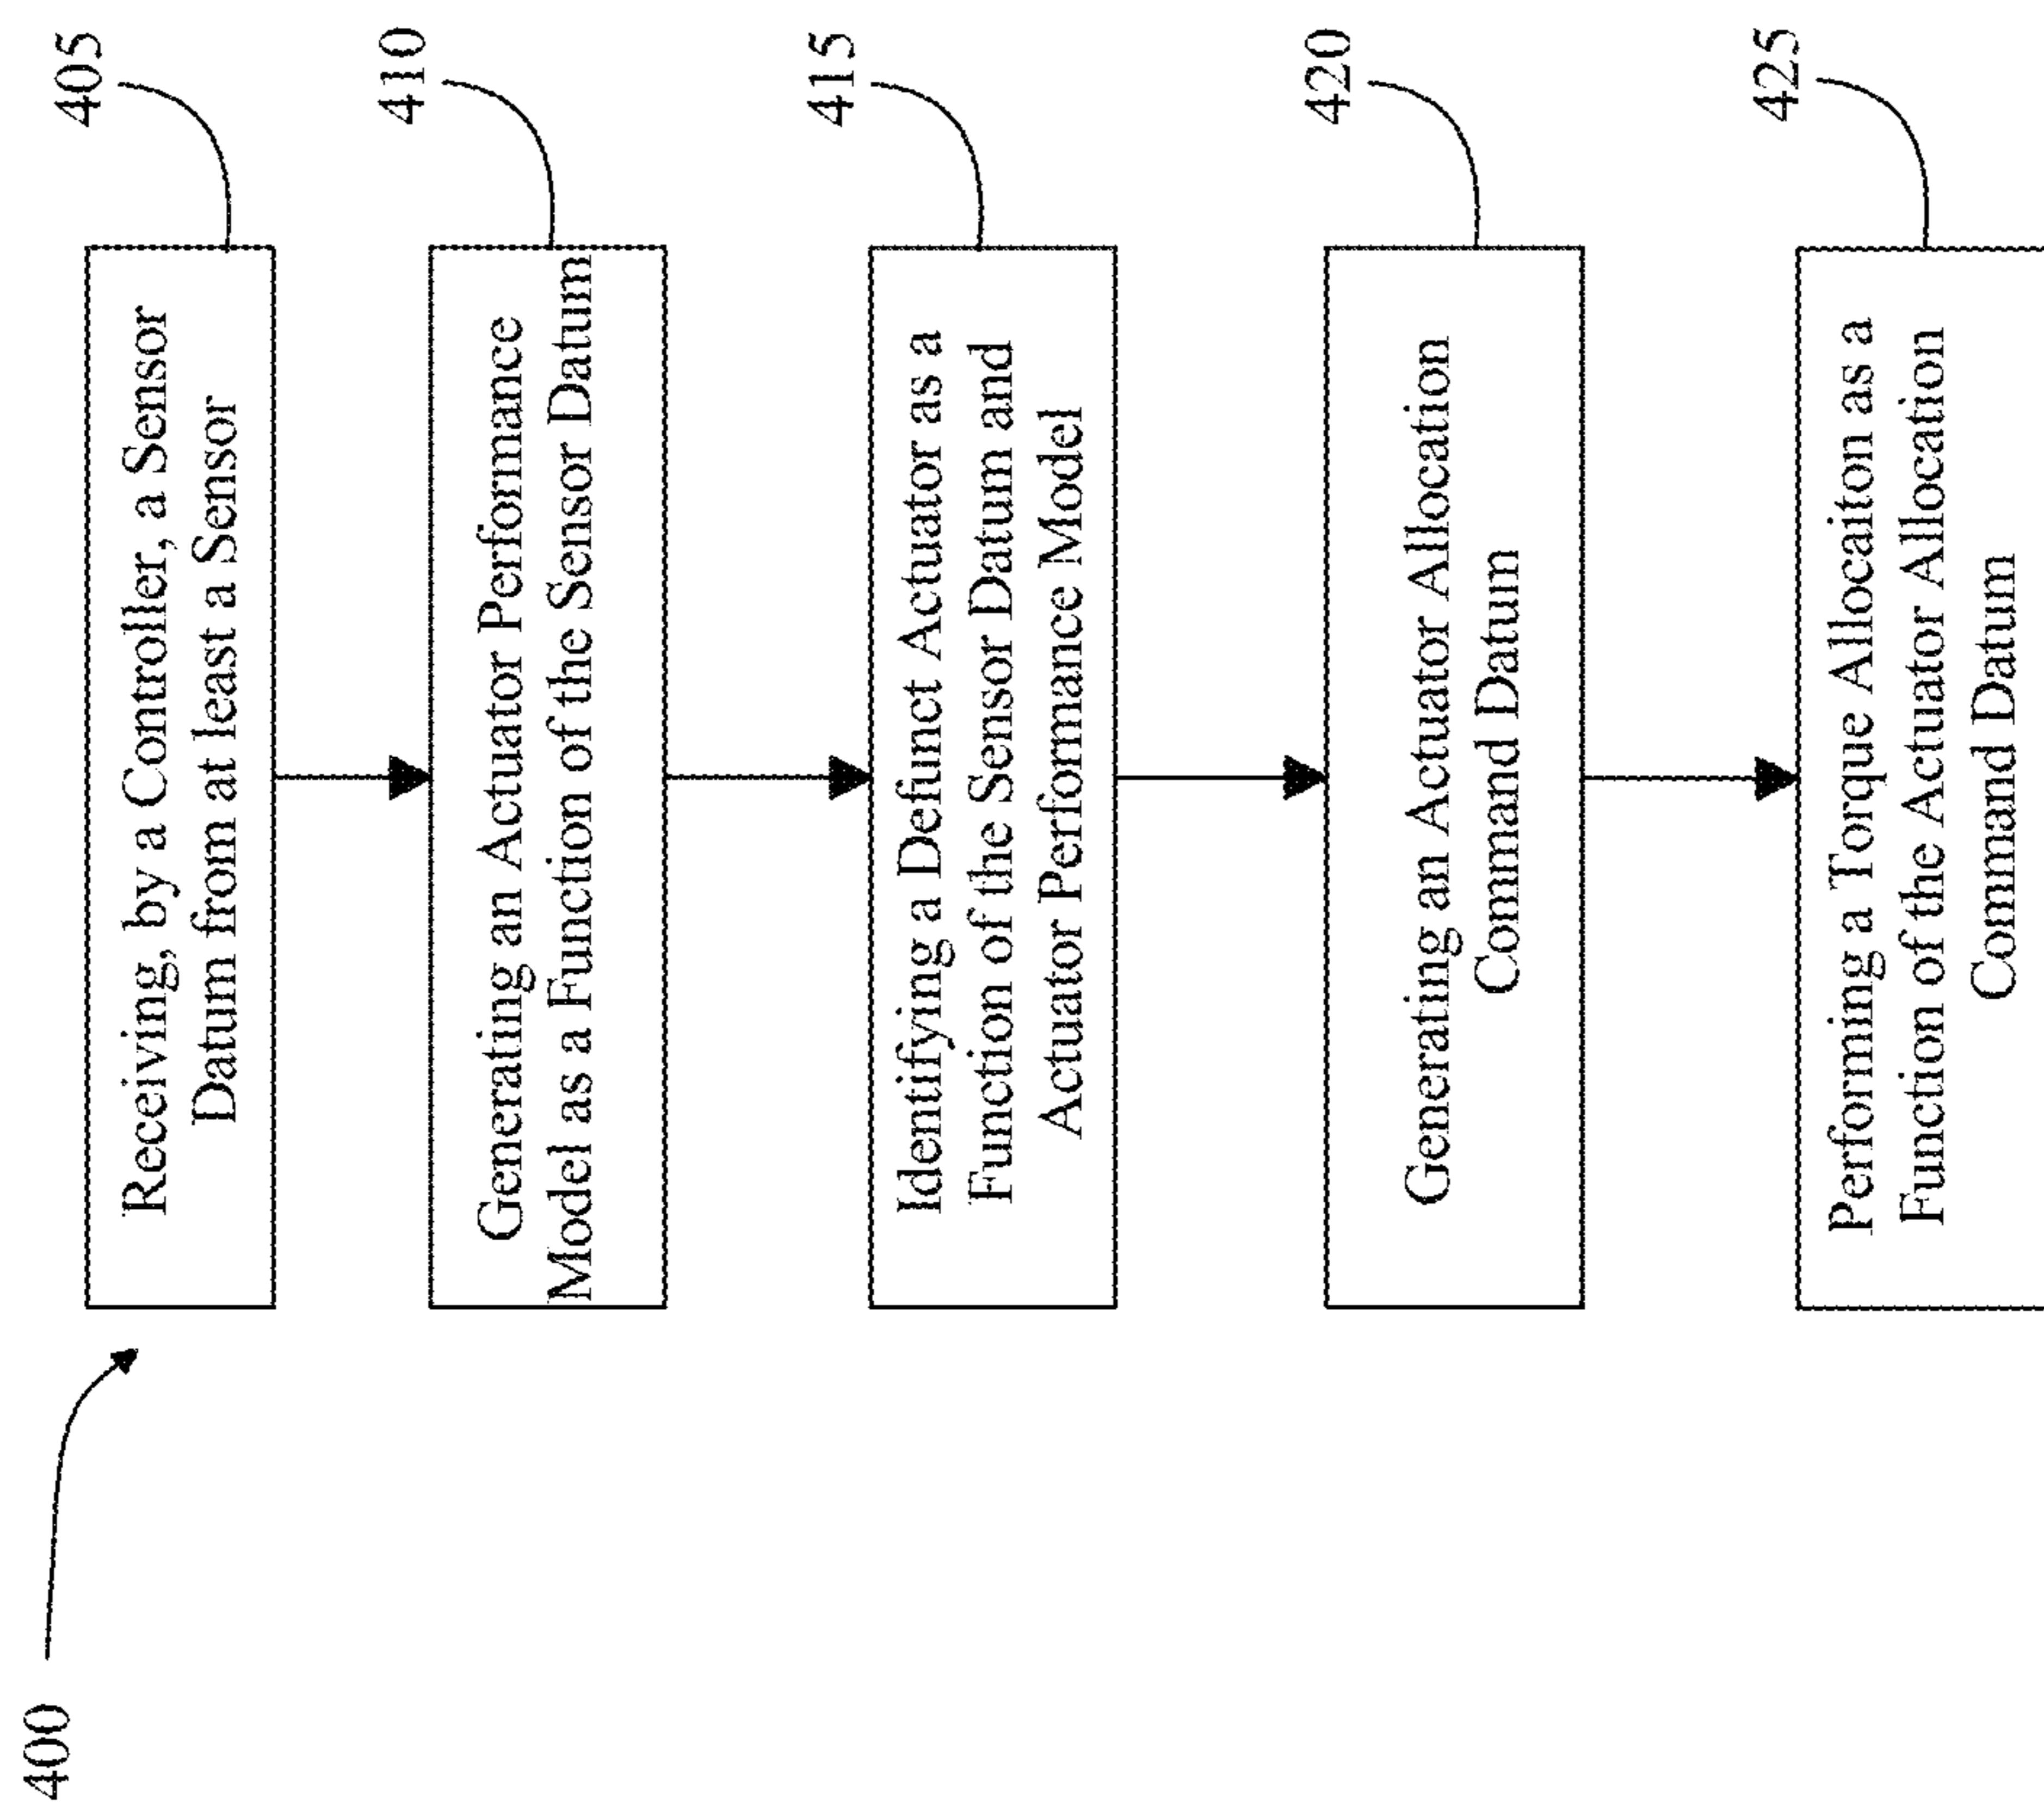 400
405
Receiving, by a Controller, a Sensor
Datum from at least a Sensor
410
Generating an Actuator Performance
Model as a Function of the Sensor Datum
415
Identifying a Defunct Actuator as a
Function of the Sensor Datum and
Actuator Performance Model
420
Generating an Actuator Allocation
Command Datum
425
Performing a Torque Allocaiton as a
Function of the Actuator Allocation
Command Datum